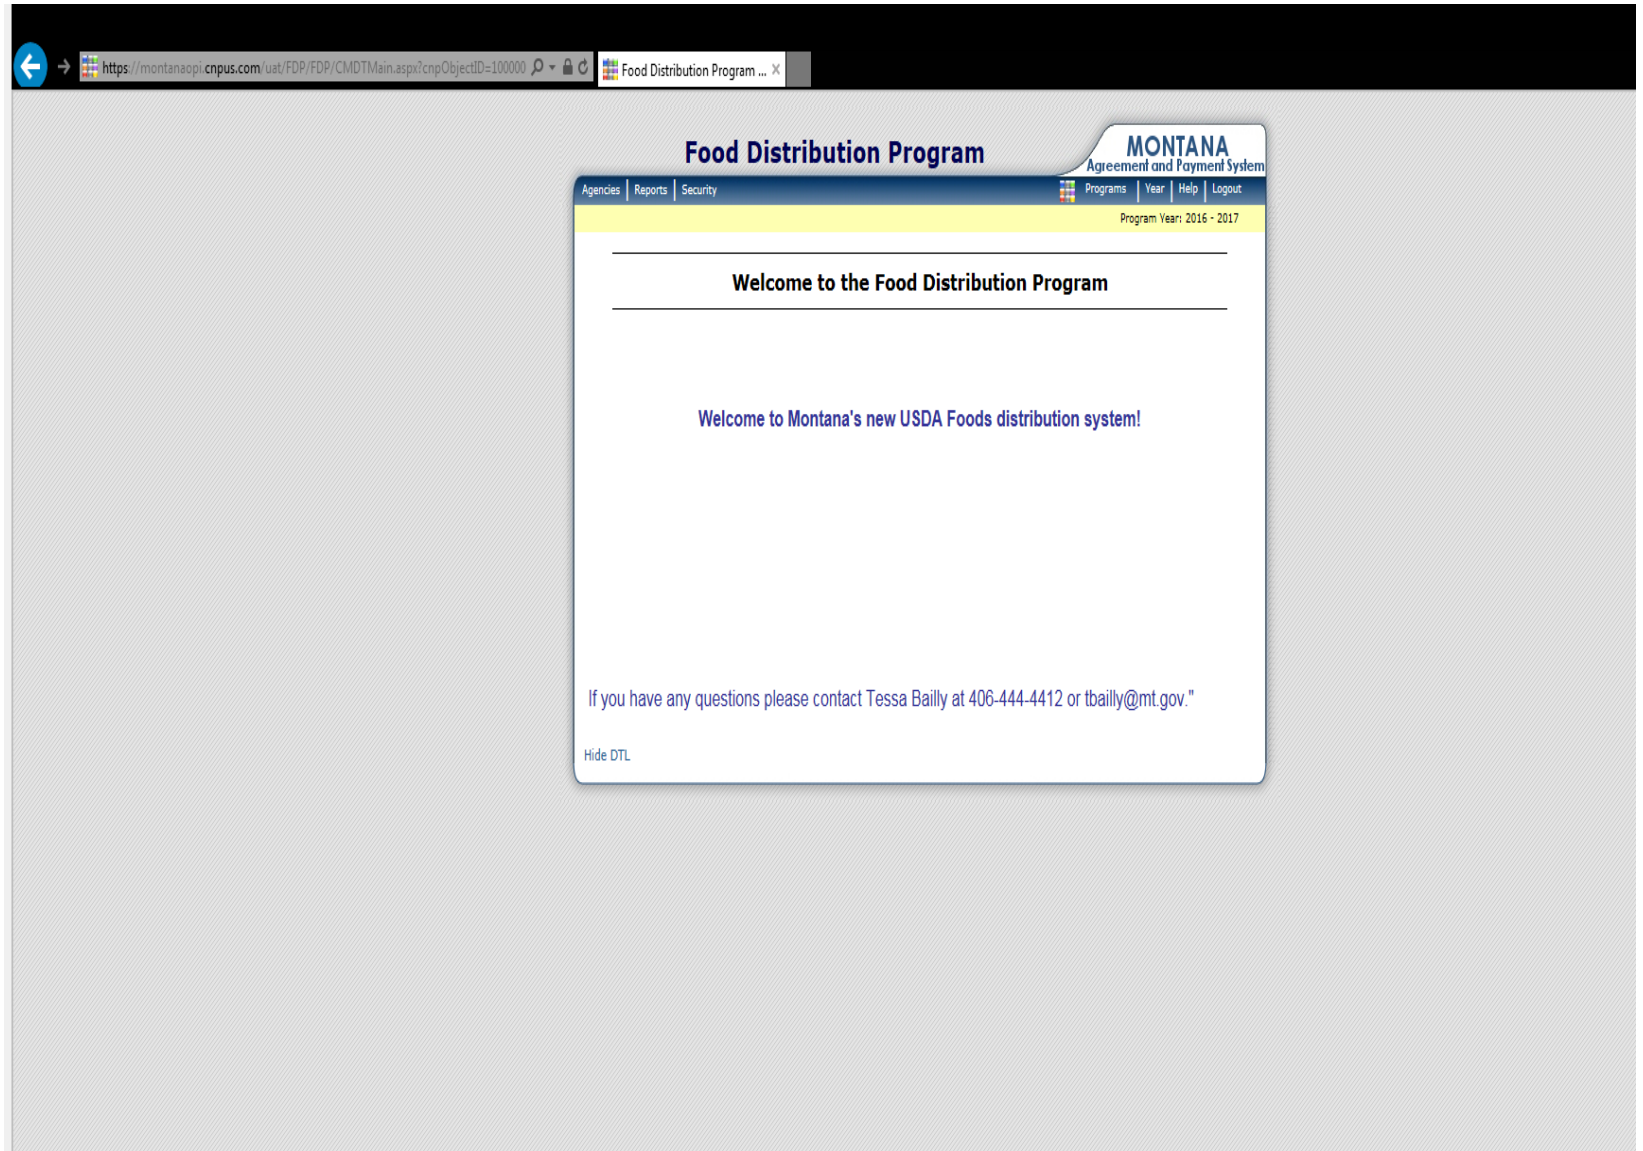 https://montanaopi.cnpus.com/uat/FDP/FDP/CMDTMain.aspx?cnpObjectID=100000
Food Distribution Program ...
Food Distribution Program
MONTANA
Agreement and Payment System
Agencies | Reports | Security
Programs | Year | Help | Logout
Program Year: 2016 - 2017
Welcome to the Food Distribution Program
Welcome to Montana's new USDA Foods distribution system!
If you have any questions please contact Tessa Bailly at 406-444-4412 or tbailly@mt.gov."
Hide DTL